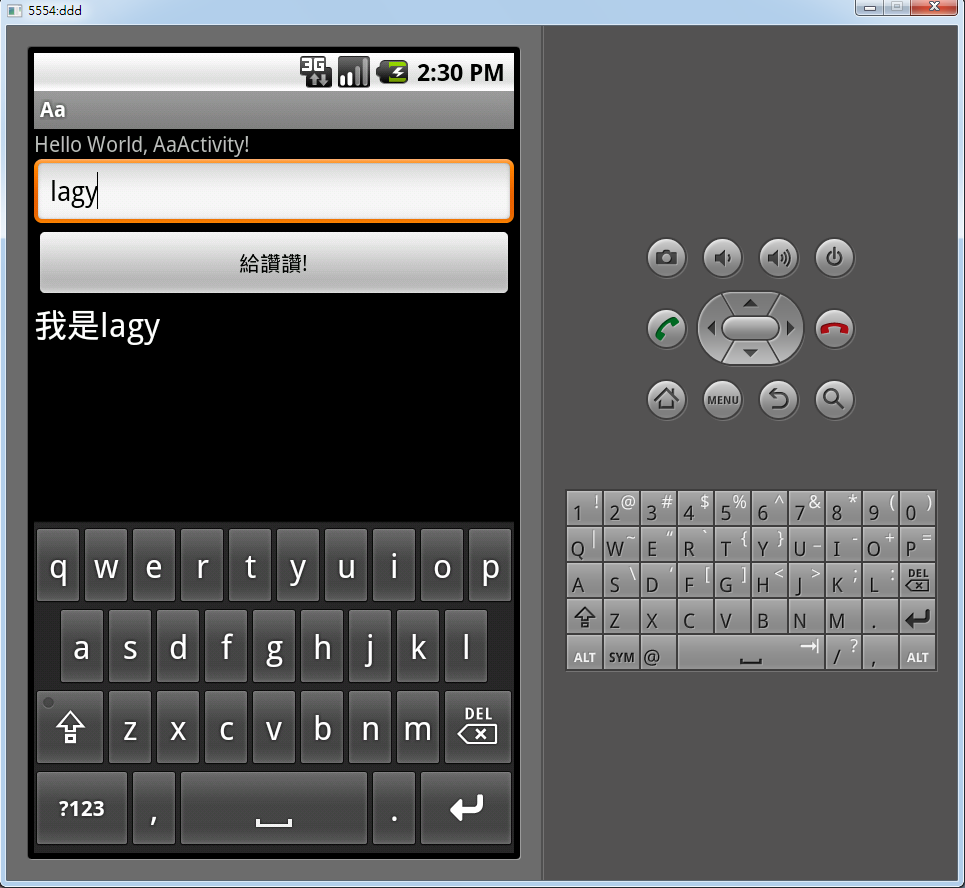 5554:ddd
3G 2:30 PM
Aa
Hello World, AaActivity!
lagy
給讚讚!
我是lagy
q w e r t y u i o p
a s d f g h j k l
z x c v b n m DEL
?123 , .
MENU
1 ! 2 @ 3 # 4 $ 5 % 6 ^ 7 & 8 * 9 ( 0 )
Q | W ~ E " R ` T { Y } U _ I - O + P =
A S \ D ' F [ G ] H < J > K ; L : DEL
Z X C V B N M .
ALT SYM @ / ? , ALT